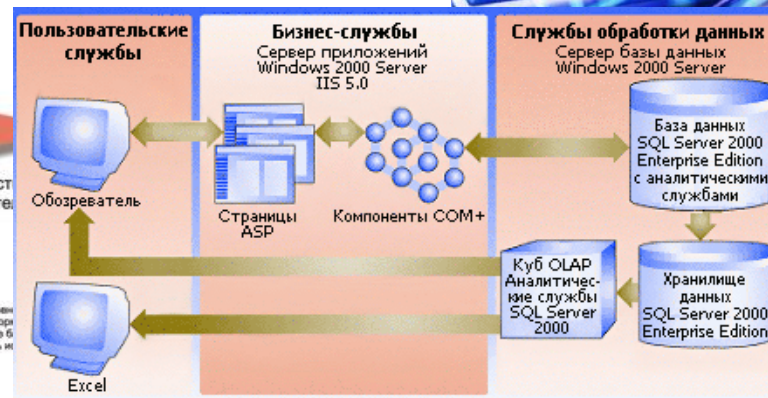 Пользовательские
службы
Обозреватель
Excel
Бизнес-службы
Сервер приложений
Windows 2000 Server
IIS 5.0
Страницы
ASP
Компоненты COM+
Службы обработки данных
Сервер базы данных
Windows 2000 Server
База данных
SQL Server 2000
Enterprise Edition
с аналитическими
службами
Хранилище
данных
SQL Server 2000
Enterprise Edition
Куб OLAP
Аналитичес-
кие службы
SQL Server
2000